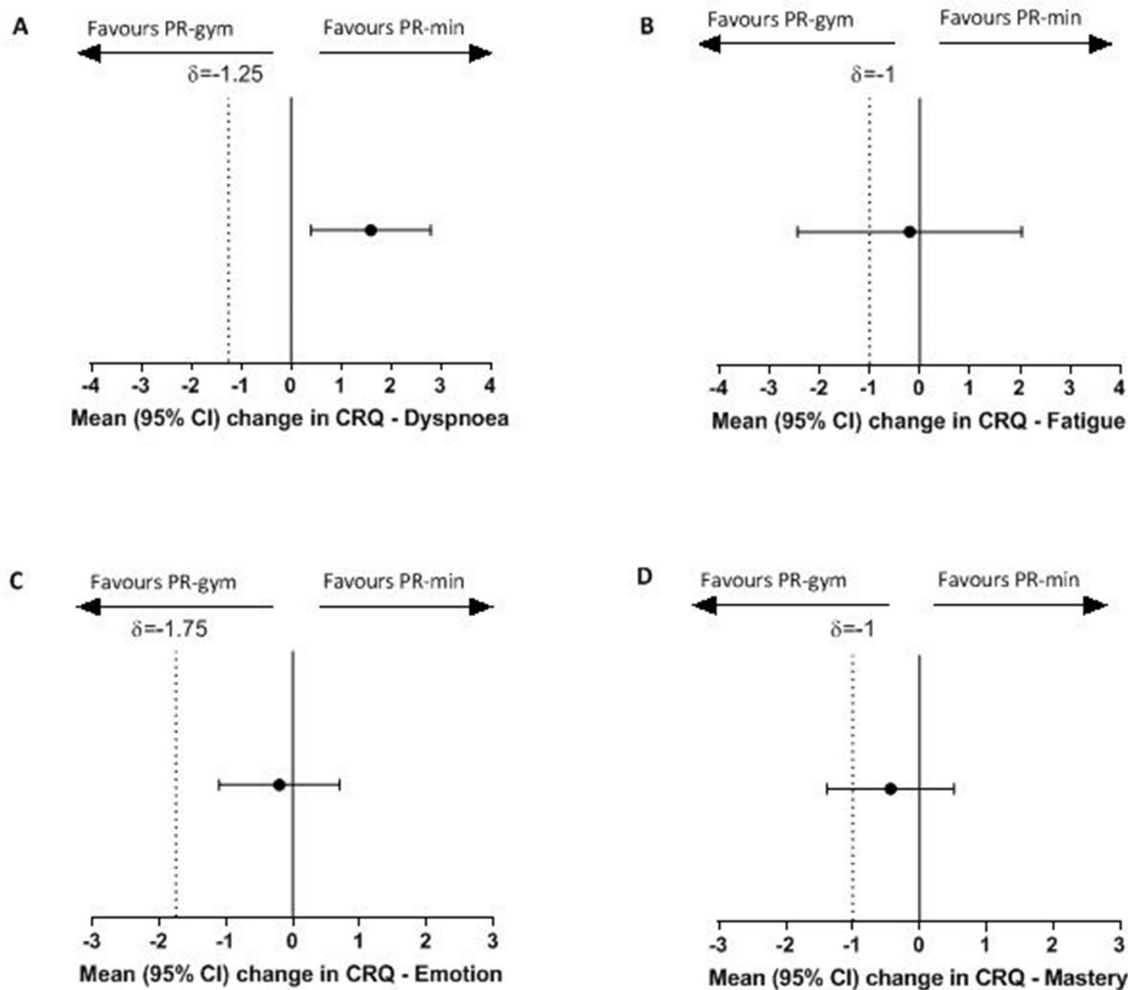 A
Favours PR-gym Favours PR-min
δ=-1.25
-4 -3 -2 -1 0 1 2 3 4
Mean (95% CI) change in CRQ - Dyspnoea
B
Favours PR-gym Favours PR-min
δ=-1
-4 -3 -2 -1 0 1 2 3 4
Mean (95% CI) change in CRQ - Fatigue
C
Favours PR-gym Favours PR-min
δ=-1.75
-3 -2 -1 0 1 2 3
Mean (95% CI) change in CRQ - Emotion
D
Favours PR-gym Favours PR-min
δ=-1
-3 -2 -1 0 1 2 3
Mean (95% CI) change in CRQ - Mastery